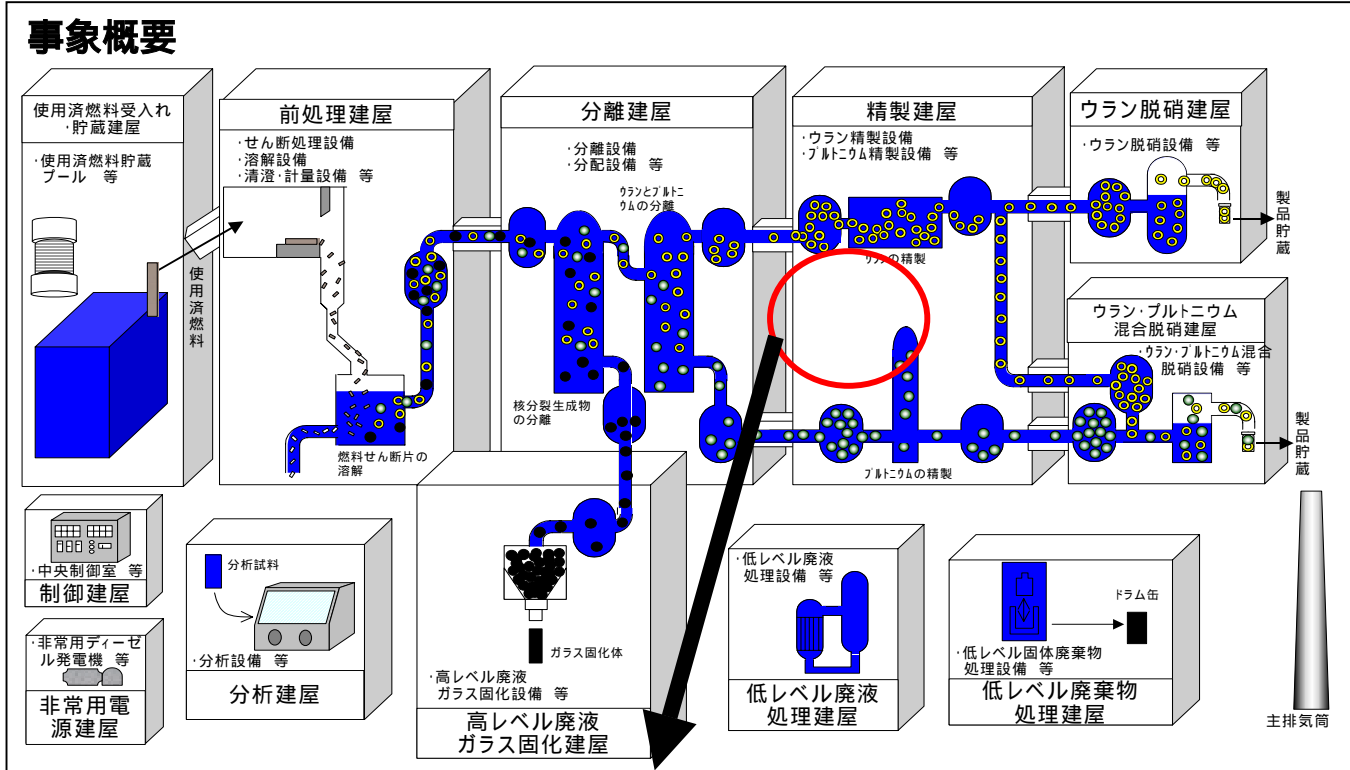 事象概要
使用済燃料受入れ
・貯蔵建屋
・使用済燃料貯蔵
プール 等
使用済燃料
前処理建屋
・せん断処理設備
・溶解設備
・清澄・計量設備 等
燃料せん断片の
溶解
分離建屋
・分離設備
・分配設備 等
ウランとプルトニ
ウムの分離
核分裂生成物
の分離
精製建屋
・ウラン精製設備
・プルトニウム精製設備 等
ウランの精製
プルトニウムの精製
ウラン脱硝建屋
・ウラン脱硝設備 等
製品貯蔵
ウラン・プルトニウム
混合脱硝建屋
・ウラン・プルトニウム混合
脱硝設備 等
製品貯蔵
・中央制御室 等
制御建屋
・非常用ディーゼ
ル発電機 等
非常用電
源建屋
分析試料
・分析設備 等
分析建屋
ガラス固化体
・高レベル廃液
ガラス固化設備 等
高レベル廃液
ガラス固化建屋
・低レベル廃液
処理設備 等
低レベル廃液
処理建屋
ドラム缶
・低レベル固体廃棄物
処理設備 等
低レベル廃棄物
処理建屋
主排気筒